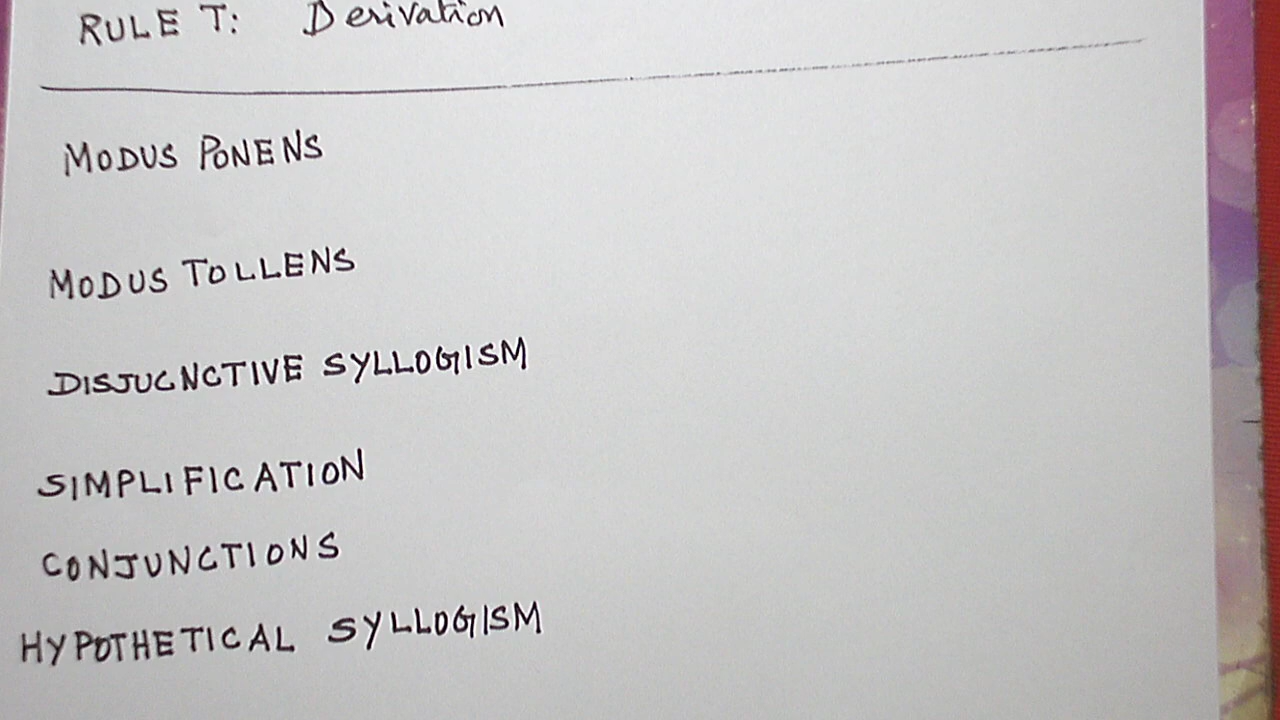 RULE T: Derivation
MODUS PONENS
MODUS TOLLENS
DISJUCNCTIVE SYLLOGISM
SIMPLIFICATION
CONJUNCTIONS
HYPOTHETICAL SYLLOGISM